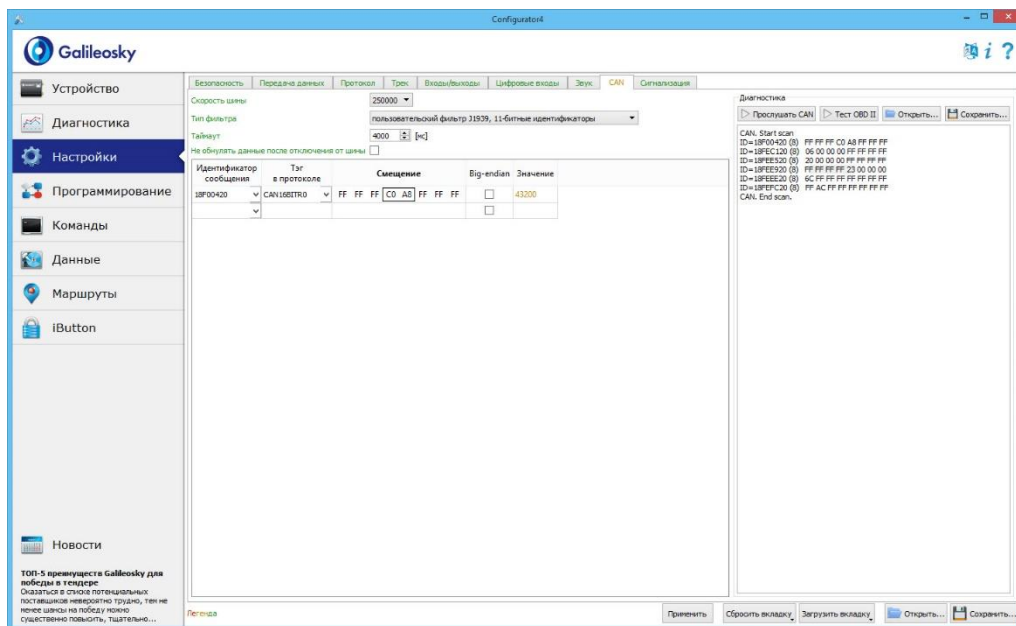 Configurator4
Galileosky
Устройство
Диагностика
Настройки
Программирование
Команды
Данные
Маршруты
iButton
Новости
ТОП-5 преимуществ Galileosky для
победы в тендере
Оказаться в списке потенциальных
поставщиков невероятно трудно, тем не
менее шансы на победу можно
существенно повысить, тщательно...
Безопасность Передача данных Протокол Трек Входы/выходы Цифровые входы Звук CAN Сигнализация
Скорость шины 250000
Тип фильтра пользовательский фильтр J1939, 11-битные идентификаторы
Таймаут 4000 [мс]
Не обнулять данные после отключения от шины
Идентификатор сообщения Тэг в протоколе Смещение Big-endian Значение
18F00420 CAN16BITR0 FF FF FF C0 A8 FF FF FF 43200
Диагностика
Прослушать CAN Тест OBD II Открыть... Сохранить...
CAN. Start scan
ID=18F00420 (8) FF FF FF C0 A8 FF FF FF
ID=18FEC120 (8) 06 00 00 00 FF FF FF FF
ID=18FEE520 (8) 20 00 00 00 FF FF FF FF
ID=18FEE920 (8) FF FF FF FF 23 00 00 00
ID=18FEEE20 (8) 6C FF FF FF FF FF FF FF
ID=18FEFC20 (8) FF AC FF FF FF FF FF FF
CAN. End scan.
Легенда
Применить Сбросить вкладку Загрузить вкладку Открыть... Сохранить...